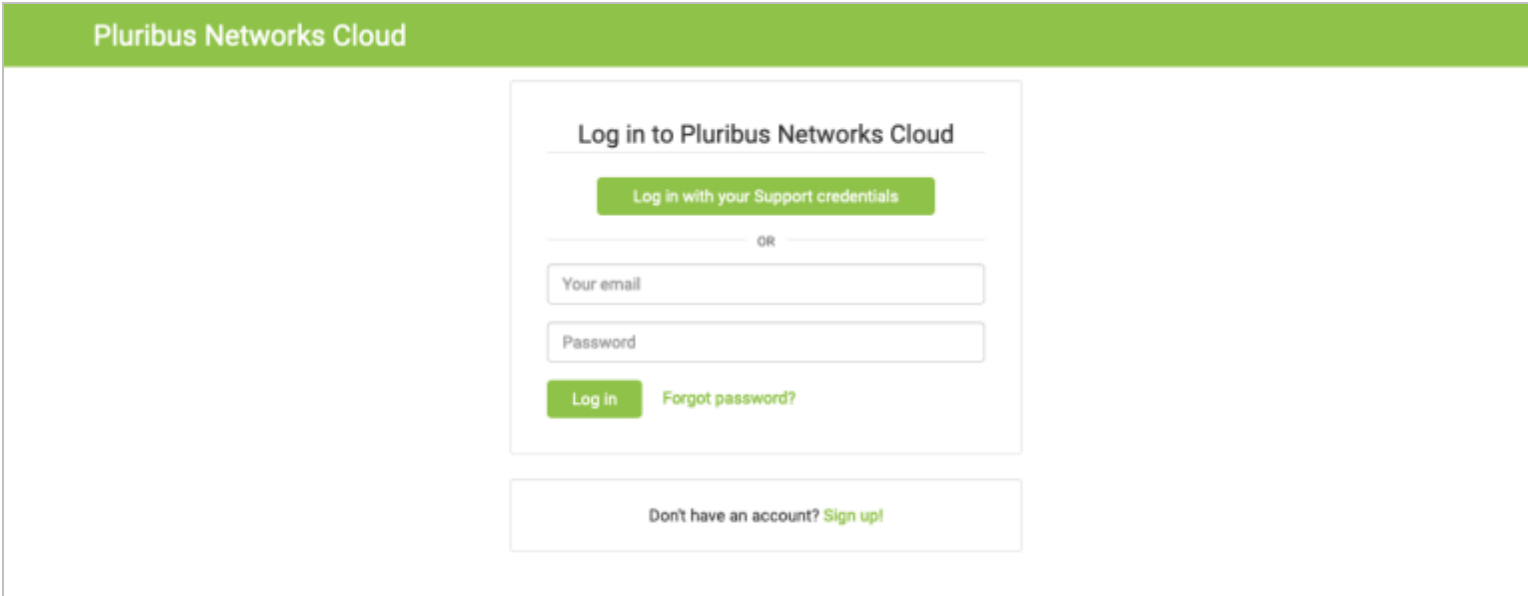 Pluribus Networks Cloud
Log in to Pluribus Networks Cloud
Log in with your Support credentials
OR
Your email
Password
Log in Forgot password?
Don't have an account? Sign up!